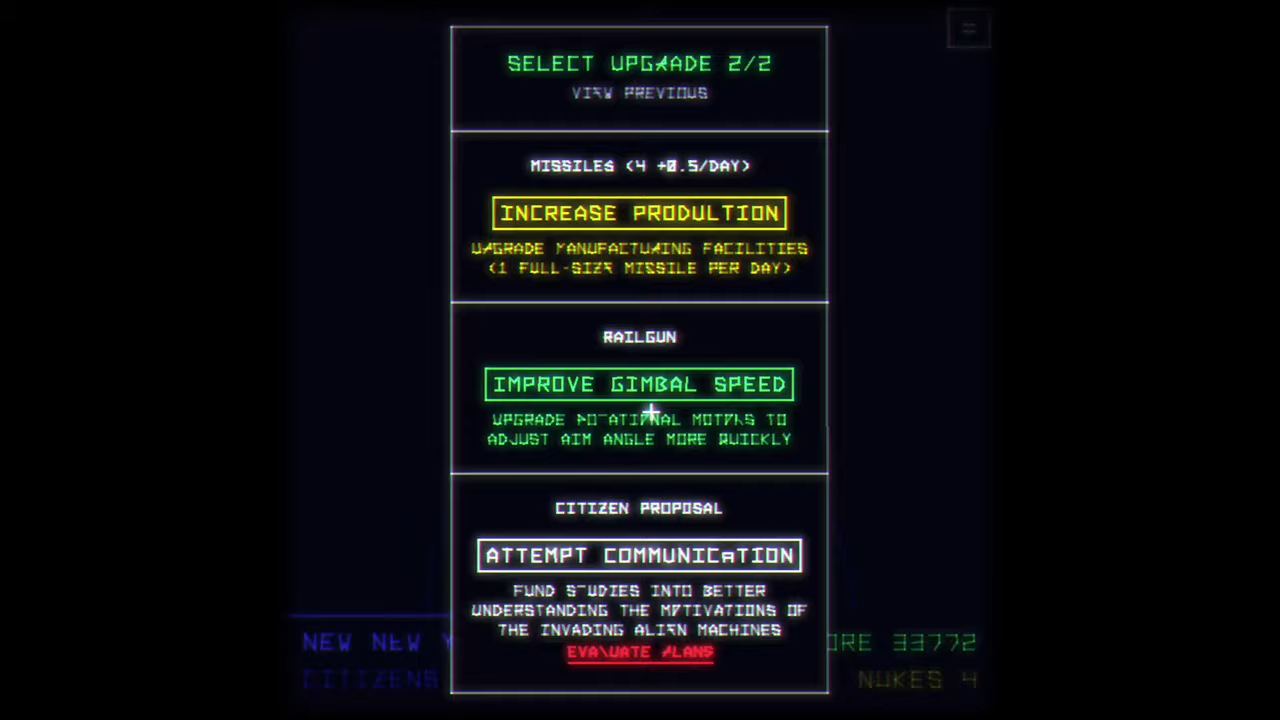 SELECT UPGRADE 2/2
VIEW PREVIOUS
MISSILES (4 +0.5/DAY)
INCREASE PRODULTION
UPGRADE MANUFACTURING FACILITIES
(1 FULL-SIZE MISSILE PER DAY)
RAILGUN
IMPROVE GIMBAL SPEED
UPGRADE ROTATIONAL MOTORS TO
ADJUST AIM ANGLE MORE QUICKLY
CITIZEN PROPOSAL
ATTEMPT COMMUNICATION
FUND STUDIES INTO BETTER
UNDERSTANDING THE MOTIVATIONS OF
THE INVADING ALIEN MACHINES
EVALUATE PLANS
NEW NEW Y
ORE 33772
CITIZENS
NUKES 4